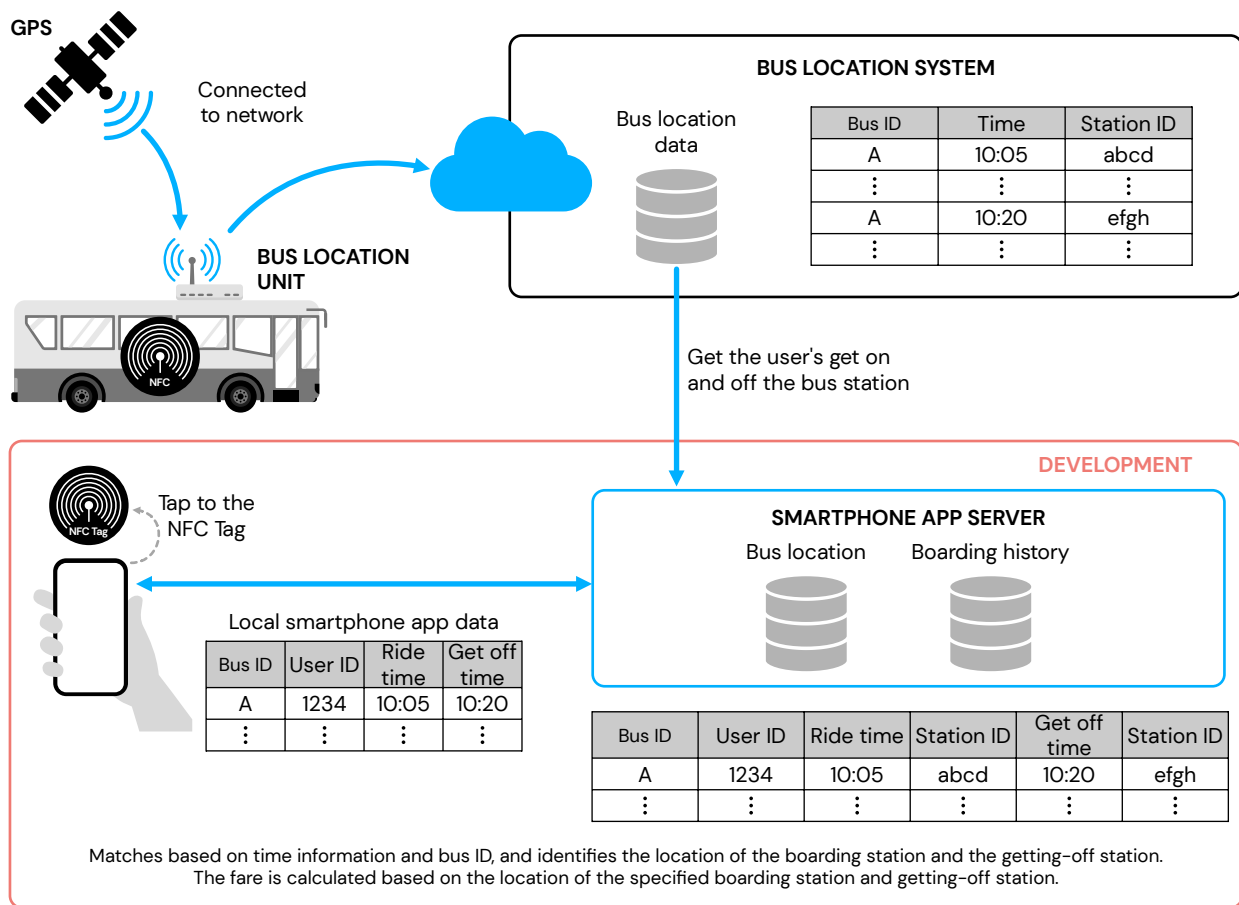 GPS
Connected
to network
BUS LOCATION SYSTEM
Bus location
data
Bus ID Time Station ID
A 10:05 abcd
⋮ ⋮ ⋮
A 10:20 efgh
⋮ ⋮ ⋮
BUS LOCATION
UNIT
NFC
Get the user's get on
and off the bus station
DEVELOPMENT
NFC Tag
Tap to the
NFC Tag
SMARTPHONE APP SERVER
Bus location Boarding history
Local smartphone app data
Bus ID User ID Ride time Get off time
A 1234 10:05 10:20
⋮ ⋮ ⋮ ⋮
Bus ID User ID Ride time Station ID Get off time Station ID
A 1234 10:05 abcd 10:20 efgh
⋮ ⋮ ⋮ ⋮ ⋮ ⋮
Matches based on time information and bus ID, and identifies the location of the boarding station and the getting-off station.
The fare is calculated based on the location of the specified boarding station and getting-off station.